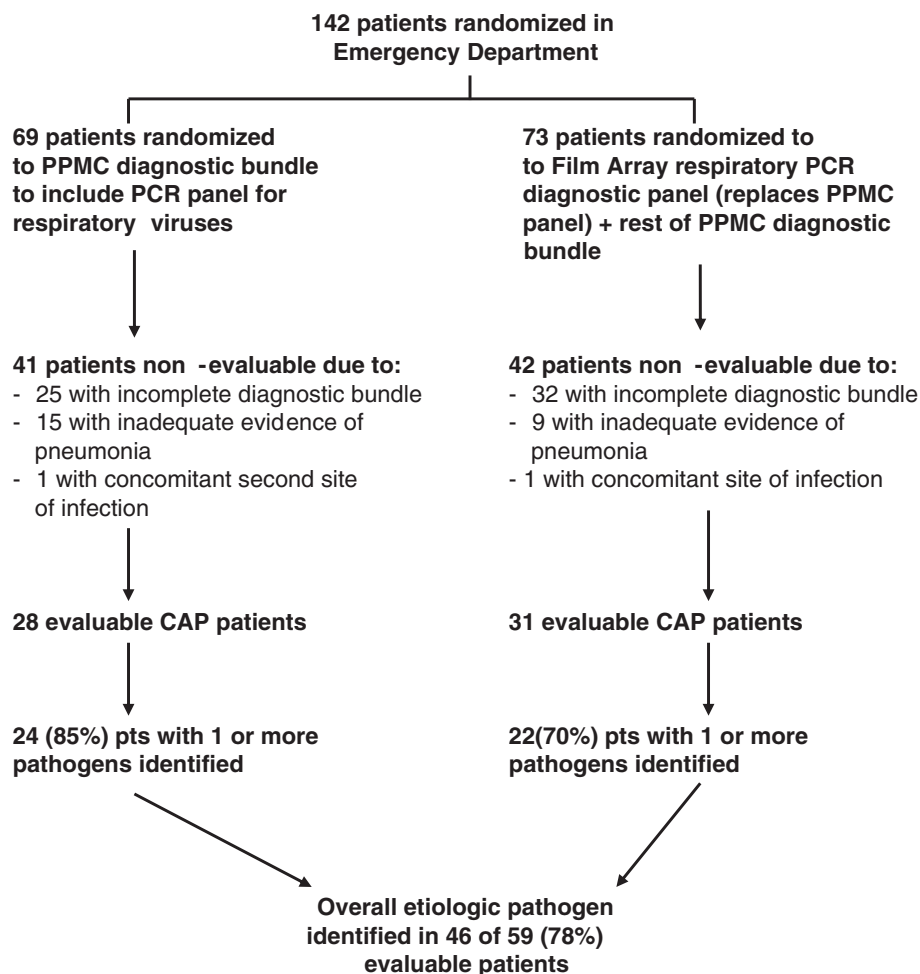 142 patients randomized in
Emergency Department
69 patients randomized
to PPMC diagnostic bundle
to include PCR panel for
respiratory viruses
73 patients randomized to
to Film Array respiratory PCR
diagnostic panel (replaces PPMC
panel) + rest of PPMC diagnostic
bundle
41 patients non -evaluable due to:
- 25 with incomplete diagnostic bundle
- 15 with inadequate evidence of
pneumonia
- 1 with concomitant second site
of infection
42 patients non -evaluable due to:
- 32 with incomplete diagnostic bundle
- 9 with inadequate evidence of
pneumonia
- 1 with concomitant site of infection
28 evaluable CAP patients
31 evaluable CAP patients
24 (85%) pts with 1 or more
pathogens identified
22(70%) pts with 1 or more
pathogens identified
Overall etiologic pathogen
identified in 46 of 59 (78%)
evaluable patients